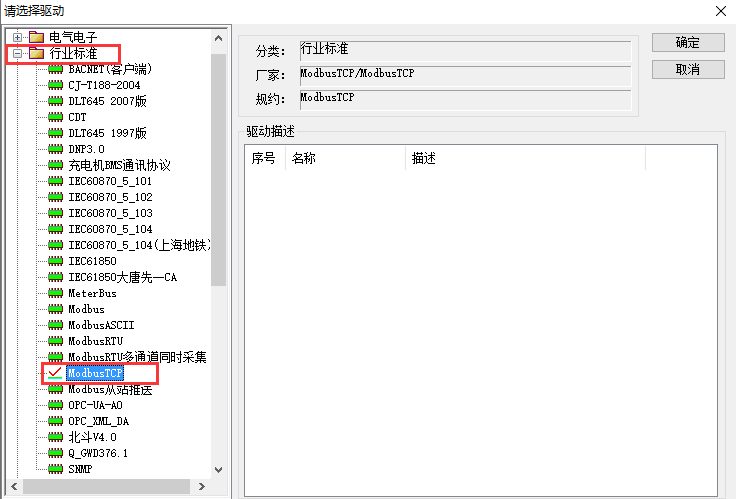 请选择驱动
电气电子
行业标准
BACNET(客户端)
CJ-T188-2004
DLT645 2007版
CDT
DLT645 1997版
DNP3.0
充电机BMS通讯协议
IEC60870_5_101
IEC60870_5_102
IEC60870_5_103
IEC60870_5_104
IEC60870_5_104(上海地铁)
IEC61850
IEC61850大唐先一CA
MeterBus
Modbus
ModbusASCII
ModbusRTU
ModbusRTU多通道同时采集
ModbusTCP
Modbus从站推送
OPC-UA-AO
OPC_XML_DA
北斗V4.0
Q_GWD376.1
SNMP
分类： 行业标准
厂家： ModbusTCP/ModbusTCP
规约： ModbusTCP
确定
取消
驱动描述
序号 名称 描述